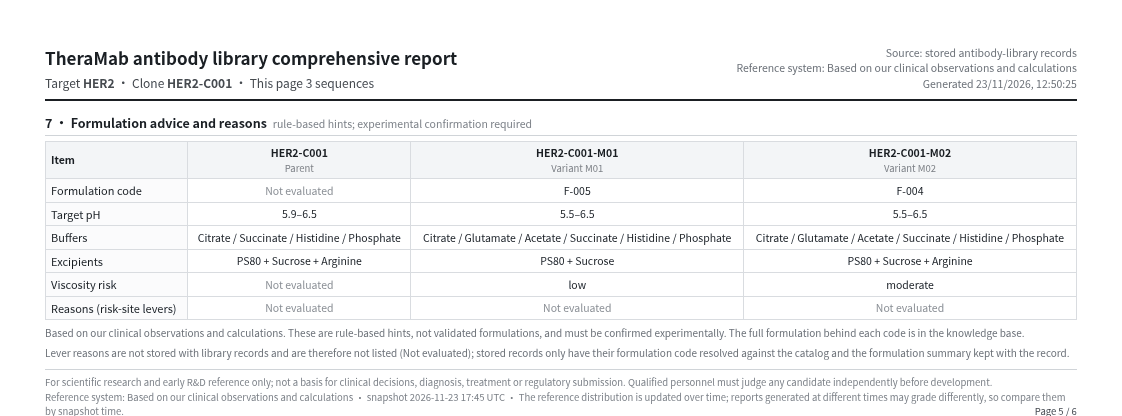 TheraMab antibody library comprehensive report
Target HER2 • Clone HER2-C001 • This page 3 sequences
Source: stored antibody-library records
Reference system: Based on our clinical observations and calculations
Generated 23/11/2026, 12:50:25
7 • Formulation advice and reasons rule-based hints; experimental confirmation required
Item HER2-C001 HER2-C001-M01 HER2-C001-M02
Parent Variant M01 Variant M02
Formulation code Not evaluated F-005 F-004
Target pH 5.9–6.5 5.5–6.5 5.5–6.5
Buffers Citrate / Succinate / Histidine / Phosphate Citrate / Glutamate / Acetate / Succinate / Histidine / Phosphate Citrate / Glutamate / Acetate / Succinate / Histidine / Phosphate
Excipients PS80 + Sucrose + Arginine PS80 + Sucrose PS80 + Sucrose + Arginine
Viscosity risk Not evaluated low moderate
Reasons (risk-site levers) Not evaluated Not evaluated Not evaluated
Based on our clinical observations and calculations. These are rule-based hints, not validated formulations, and must be confirmed experimentally. The full formulation behind each code is in the knowledge base.
Lever reasons are not stored with library records and are therefore not listed (Not evaluated); stored records only have their formulation code resolved against the catalog and the formulation summary kept with the record.
For scientific research and early R&D reference only; not a basis for clinical decisions, diagnosis, treatment or regulatory submission. Qualified personnel must judge any candidate independently before development.
Reference system: Based on our clinical observations and calculations • snapshot 2026-11-23 17:45 UTC • The reference distribution is updated over time; reports generated at different times may grade differently, so compare them
by snapshot time.
Page 5 / 6